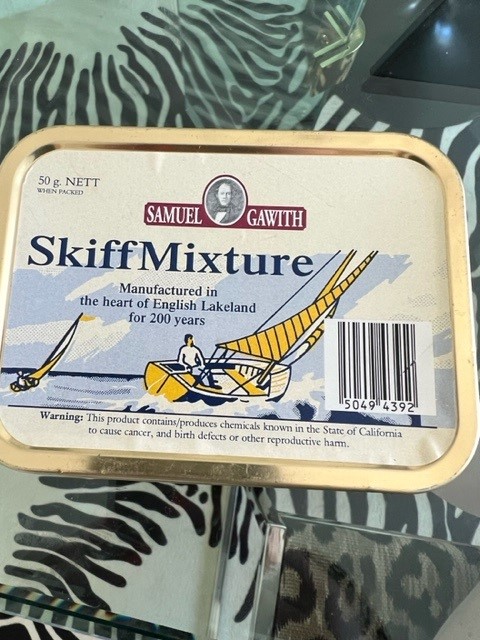 50 g. NETT
WHEN PACKED
SAMUEL GAWITH
SkiffMixture
Manufactured in
the heart of English Lakeland
for 200 years
5049 4392
Warning: This product contains/produces chemicals known in the State of California
to cause cancer, and birth defects or other reproductive harm.